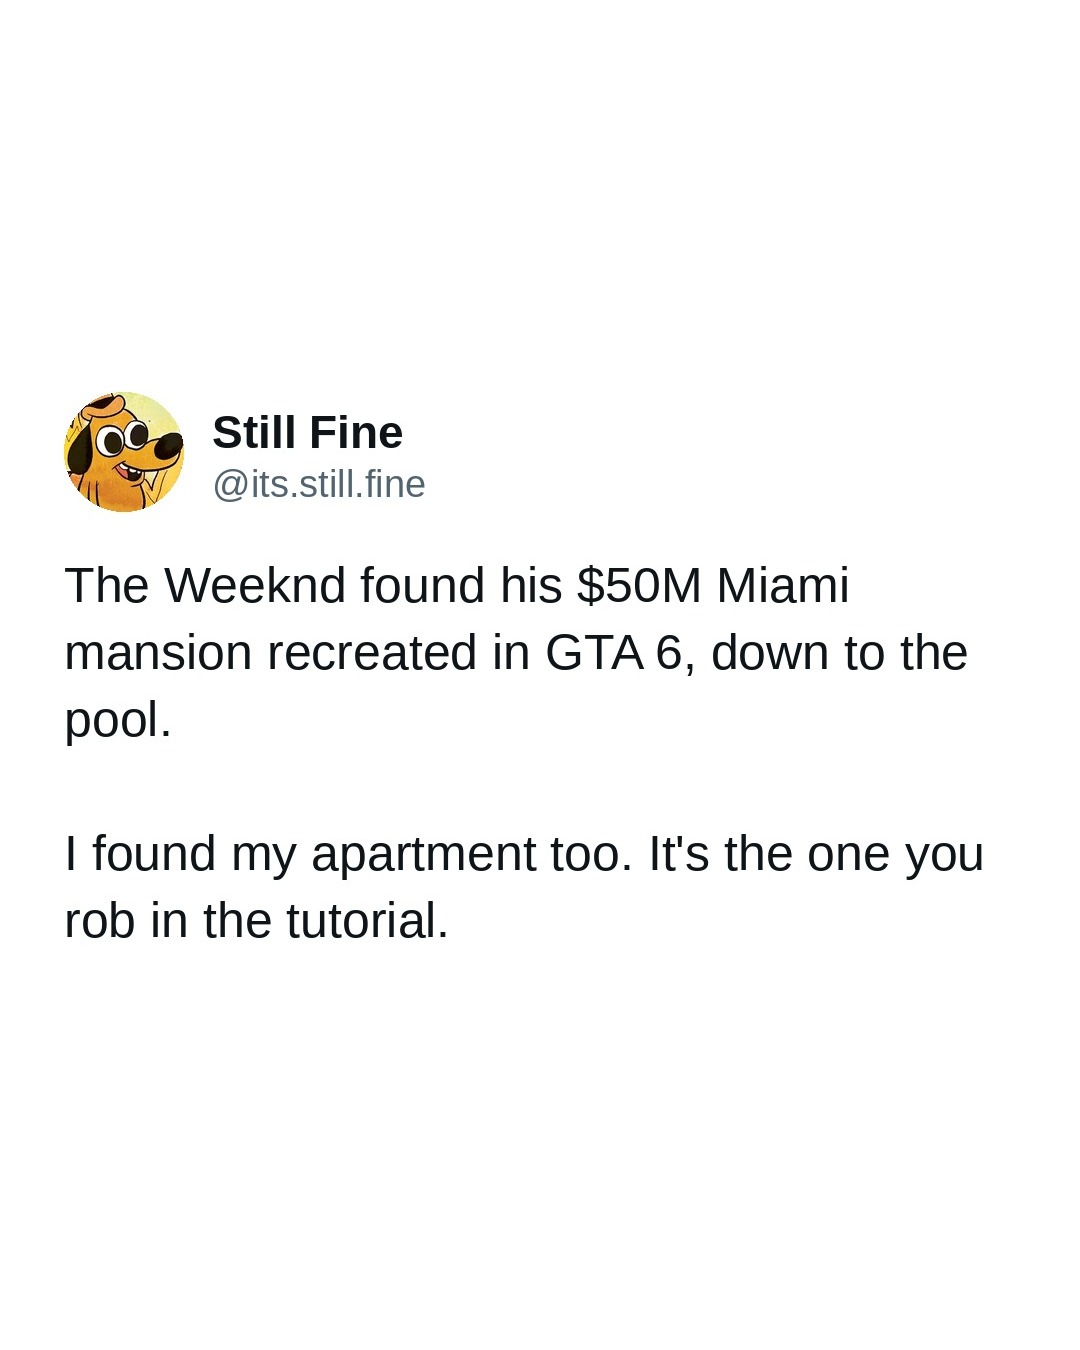 Still Fine
@its.still.fine
The Weeknd found his $50M Miami
mansion recreated in GTA 6, down to the
pool.
I found my apartment too. It's the one you
rob in the tutorial.